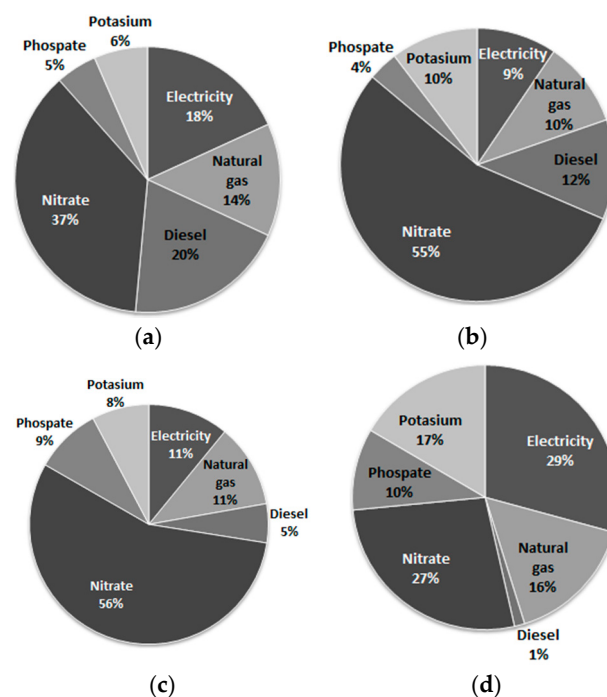 Potasium
6%
Phospate
5%
Electricity
18%
Natural
gas
14%
Diesel
20%
Nitrate
37%
(a)
Phospate
4%
Potasium
10%
Electricity
9%
Natural
gas
10%
Diesel
12%
Nitrate
55%
(b)
Potasium
8%
Phospate
9%
Electricity
11%
Natural
gas
11%
Diesel
5%
Nitrate
56%
(c)
Potasium
17%
Electricity
29%
Phospate
10%
Nitrate
27%
Natural
gas
16%
Diesel
1%
(d)